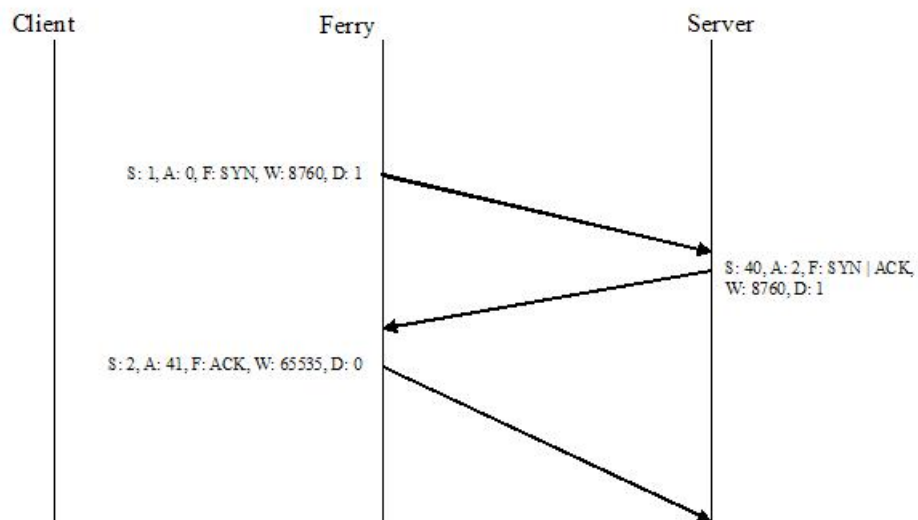 Client
Ferry
Server
S: 1, A: 0, F: SYN, W: 8760, D: 1
S: 40, A: 2, F: SYN | ACK,
W: 8760, D: 1
S: 2, A: 41, F: ACK, W: 65535, D: 0